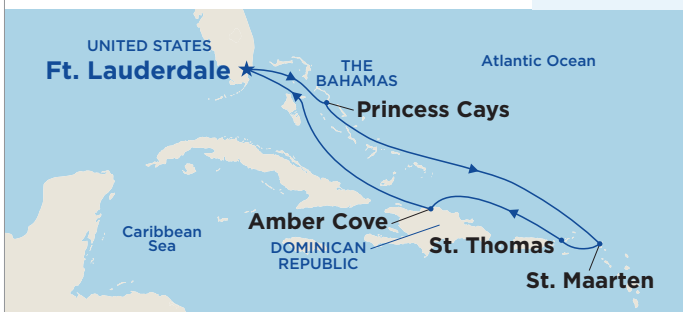 UNITED STATES
Ft. Lauderdale
THE
BAHAMAS
Atlantic Ocean
Princess Cays
Amber Cove
Caribbean
Sea
DOMINICAN
REPUBLIC
St. Thomas
St. Maarten